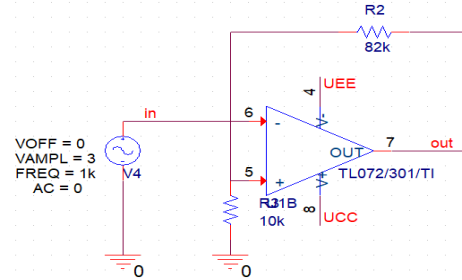 R2
82k
UEE
4
in
6
-
VOFF = 0
VAMPL = 3
FREQ = 1k
AC = 0
V4
V-
OUT
7
out
TL072/301/TI
5
+
V+
R1
U1B
10k
8
UCC
0
0